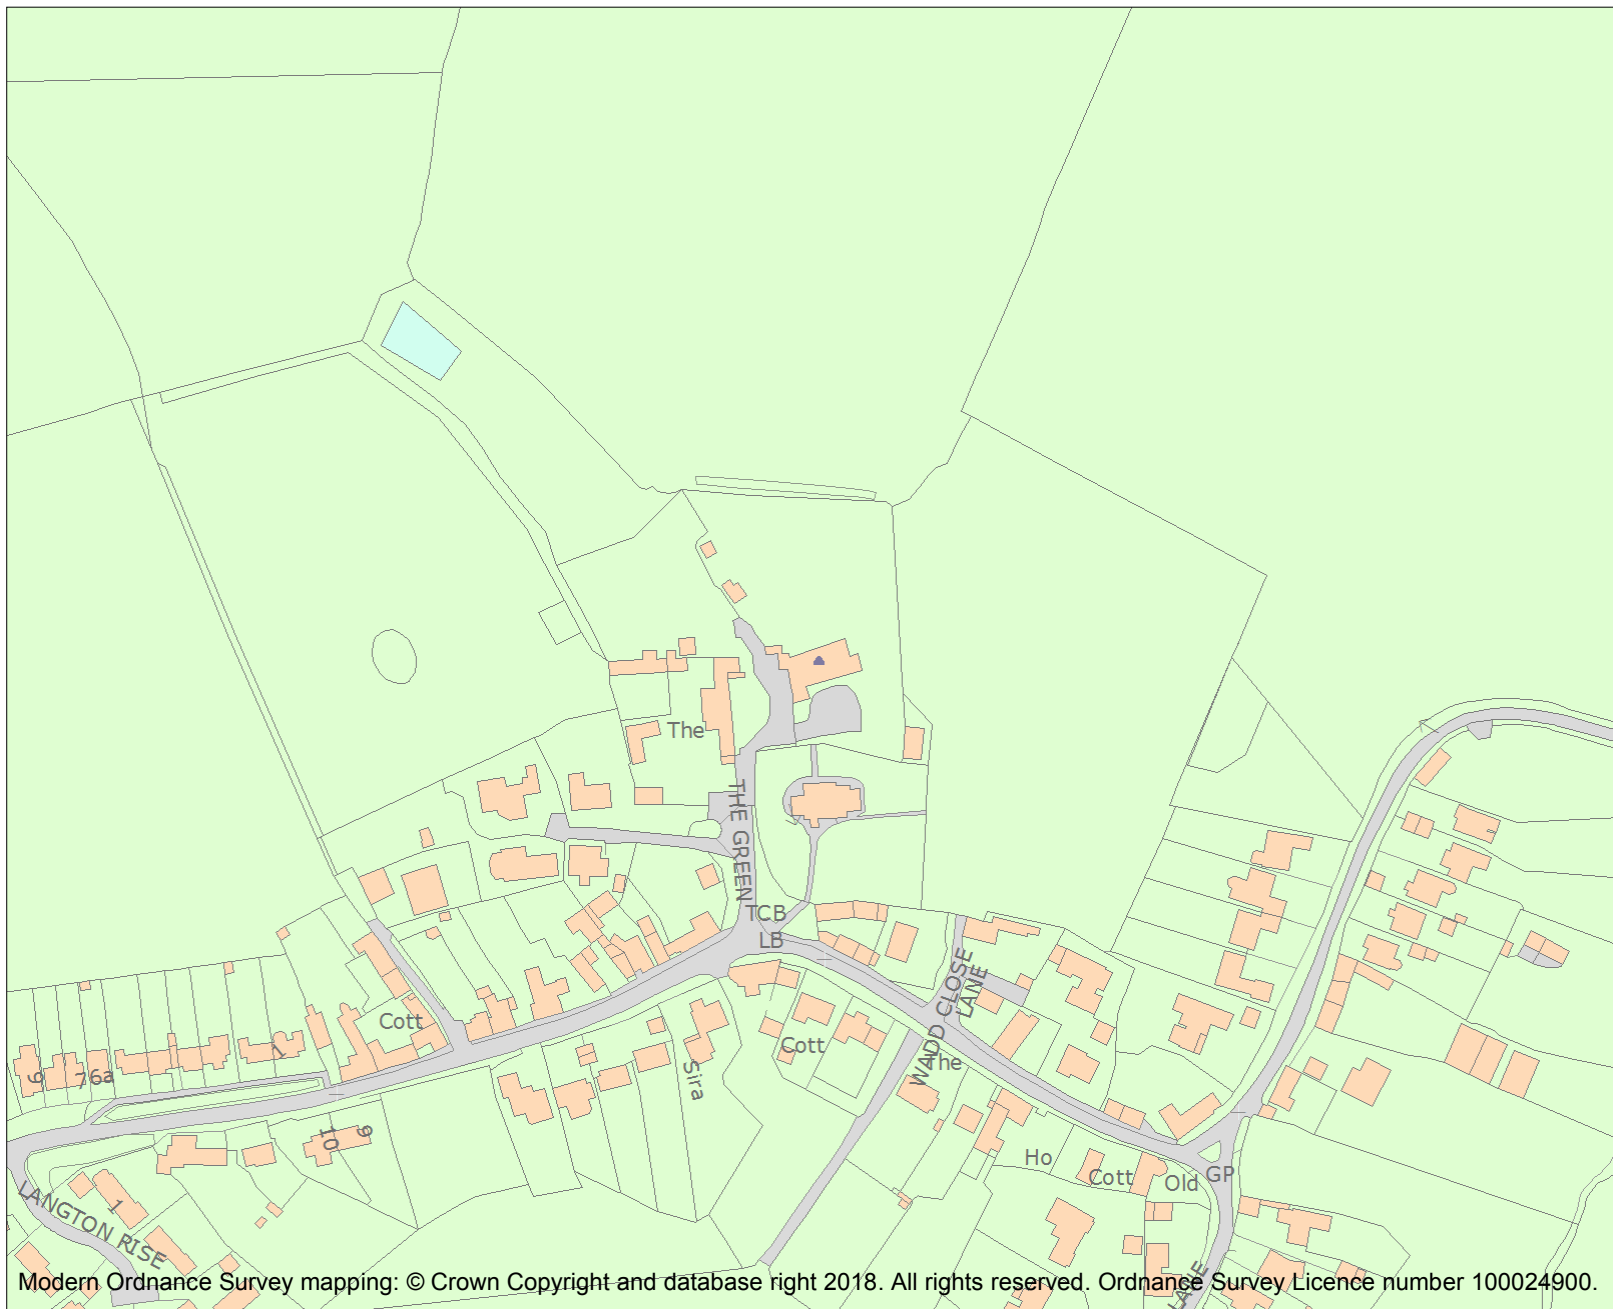 The
THE GREEN
TCB
LB
WADD CLOSE
LANE
Cott
1
Cott
The
Sira
9
76a
10
9
Ho
Cott
Old
GP
1
LANGTON RISE
LANE
Modern Ordnance Survey mapping: © Crown Copyright and database right 2018. All rights reserved. Ordnance Survey Licence number 100024900.